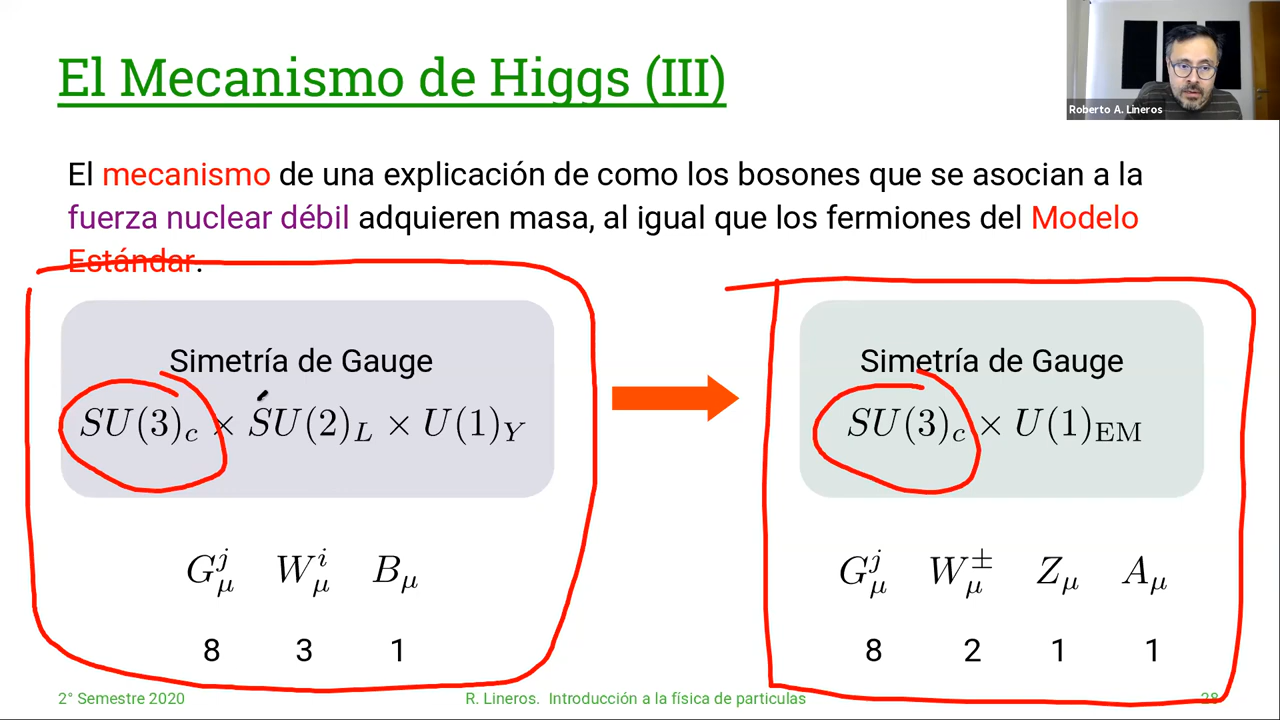 El Mecanismo de Higgs (III)
Roberto A. Lineros
El mecanismo de una explicación de como los bosones que se asocian a la
fuerza nuclear débil adquieren masa, al igual que los fermiones del Modelo
Estándar.
Simetría de Gauge
SU(3)_c × SU(2)_L × U(1)_Y
G^j_μ W^i_μ B_μ
8 3 1
Simetría de Gauge
SU(3)_c × U(1)_EM
G^j_μ W^±_μ Z_μ A_μ
8 2 1 1
2° Semestre 2020
R. Lineros. Introducción a la física de particulas
28